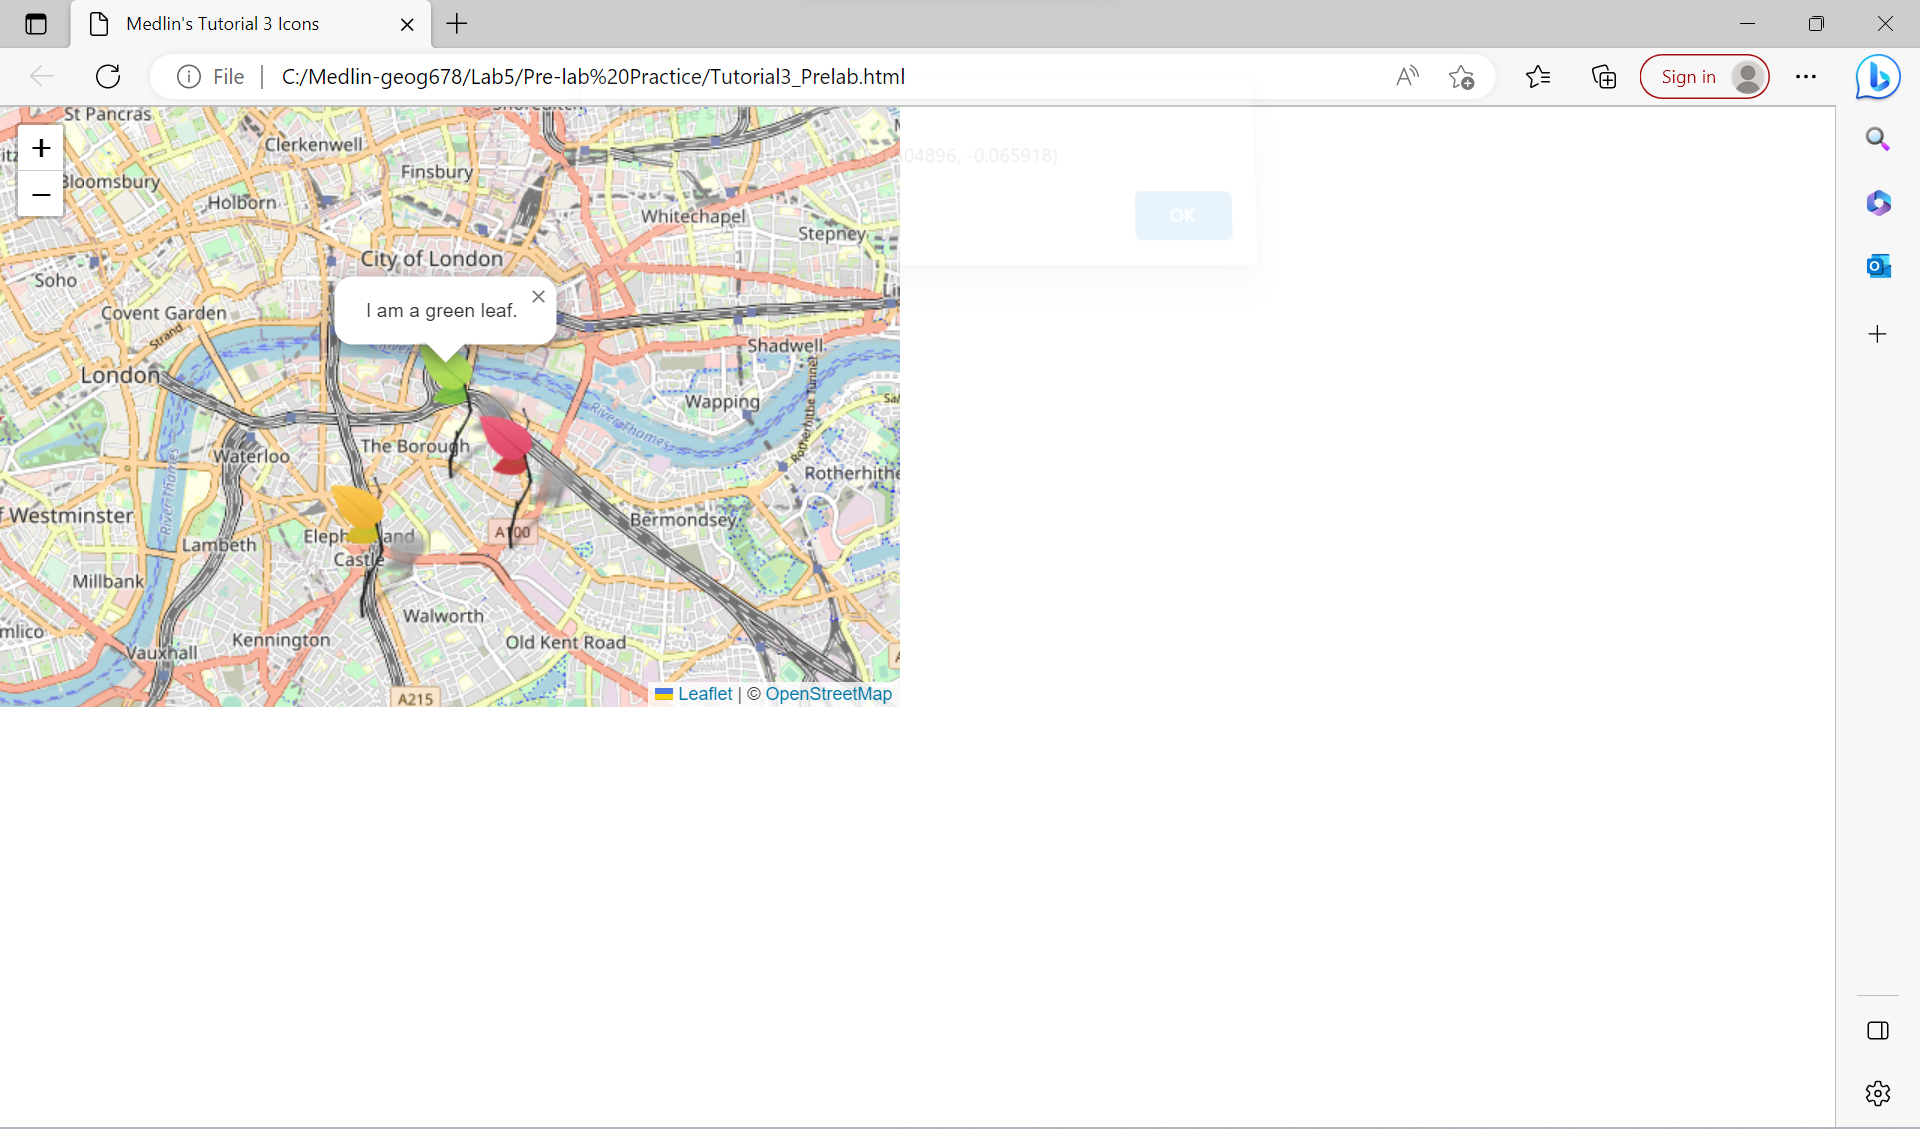 Medlin's Tutorial 3 Icons
File
C:/Medlin-geog678/Lab5/Pre-lab%20Practice/Tutorial3_Prelab.html
Sign in
St Pancras
Clerkenwell
Finsbury
Bloomsbury
Holborn
Whitechapel
Stepney
04896, -0.065918)
OK
City of London
Soho
I am a green leaf.
Covent Garden
Strand
Shadwell
London
Wapping
River Thames
Rotherhithe Tunnel
The Borough
Waterloo
Rotherhithe
River Thames
Westminster
Bermondsey
A100
Lambeth
Castle
Millbank
Walworth
Kennington
Old Kent Road
Vauxhall
A215
Leaflet | © OpenStreetMap